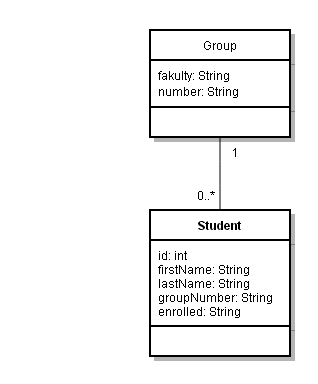 Group
fakulty: String
number: String
1
0..*
Student
id: int
firstName: String
lastName: String
groupNumber: String
enrolled: String